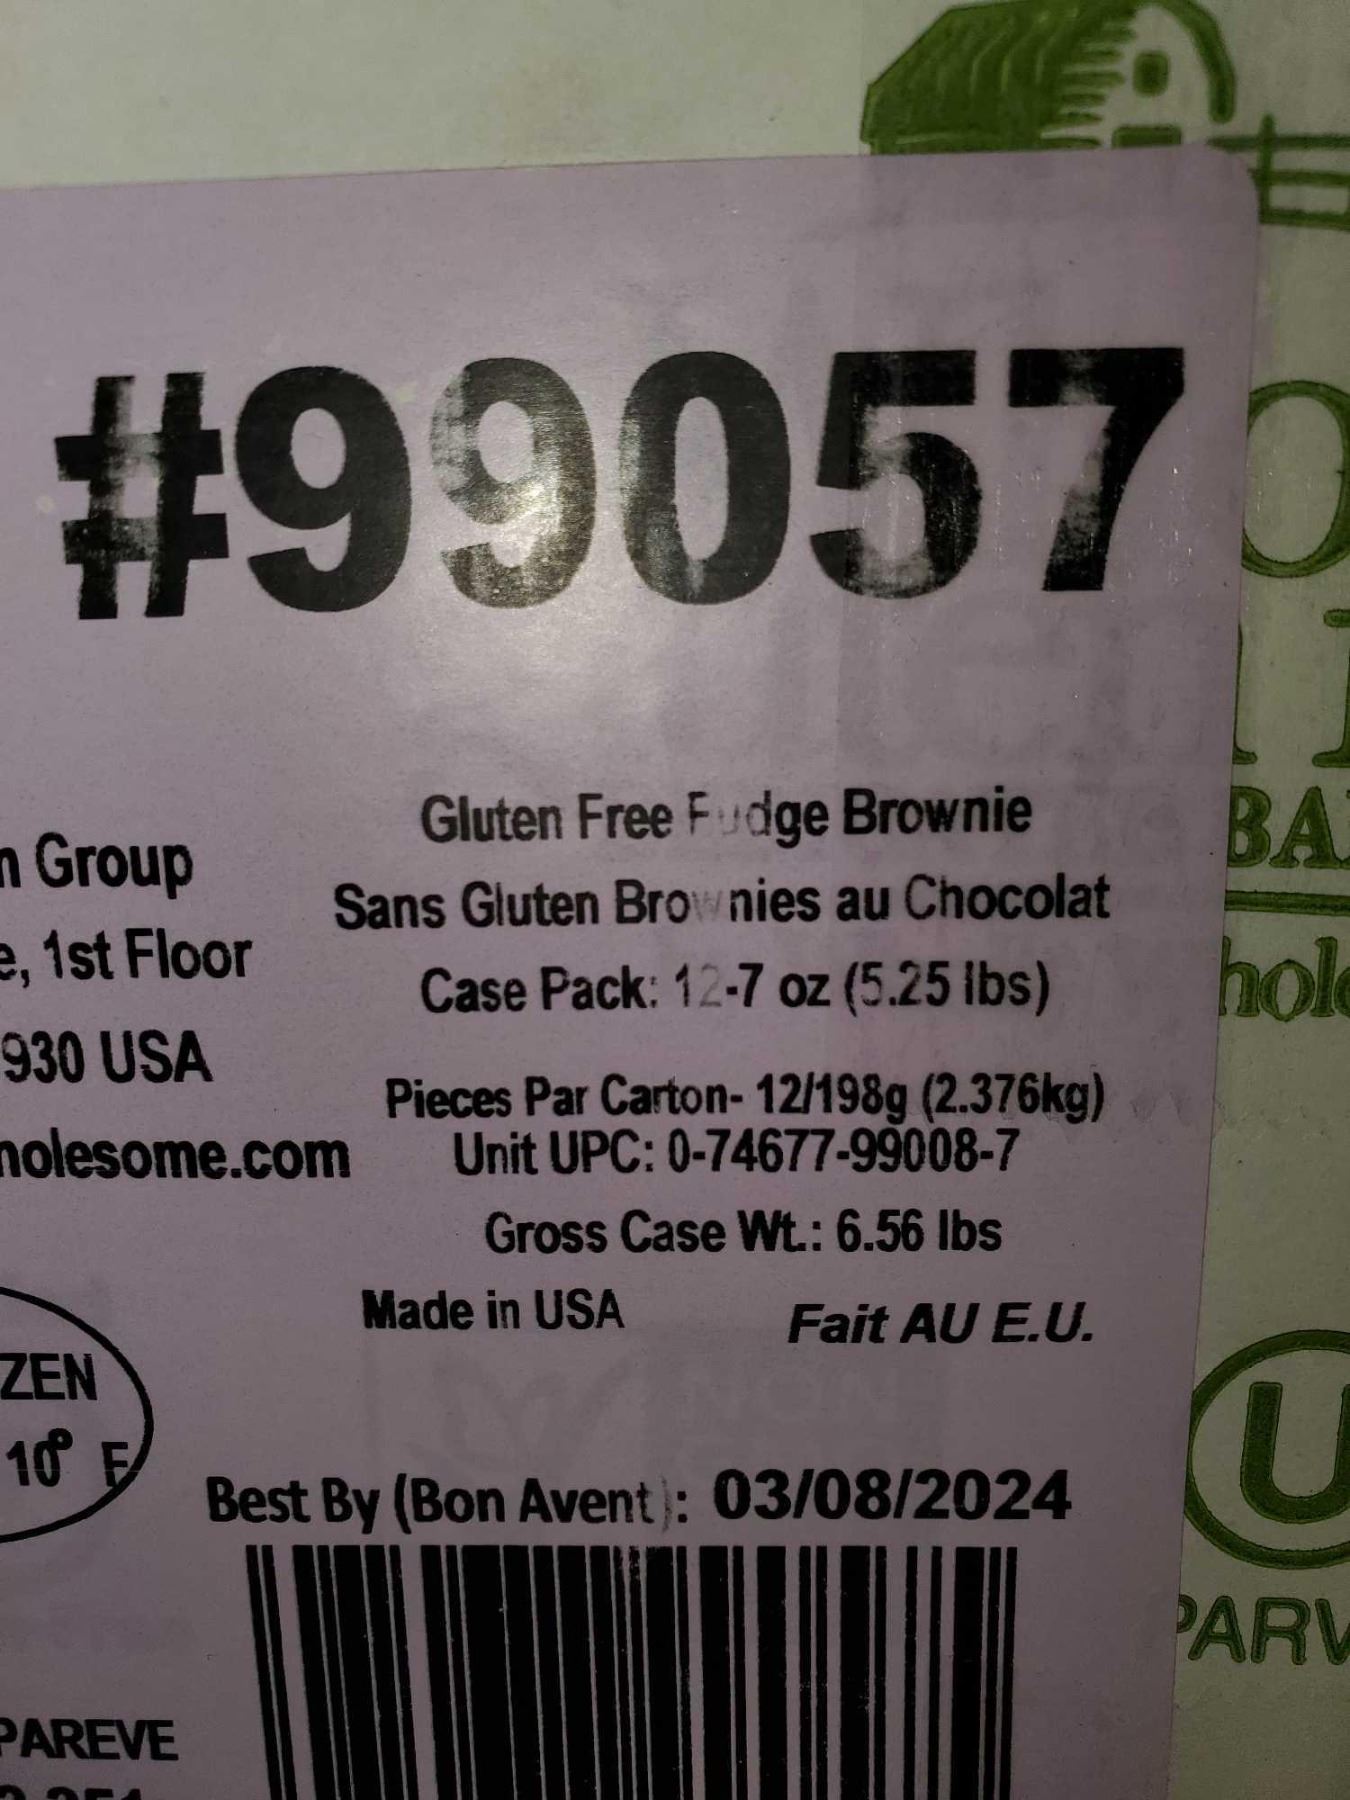 #99057
Gluten Free Fudge Brownie
Sans Gluten Brownies au Chocolat
Case Pack: 12-7 oz (5.25 lbs)
Pieces Par Carton- 12/198g (2.376kg)
Unit UPC: 0-74677-99008-7
Gross Case Wt.: 6.56 lbs
Made in USA
Fait AU E.U.
Best By (Bon Avent): 03/08/2024
n Group
e, 1st Floor
930 USA
holesome.com
ZEN
10° F
PAREVE
BA
hol
U
PARV